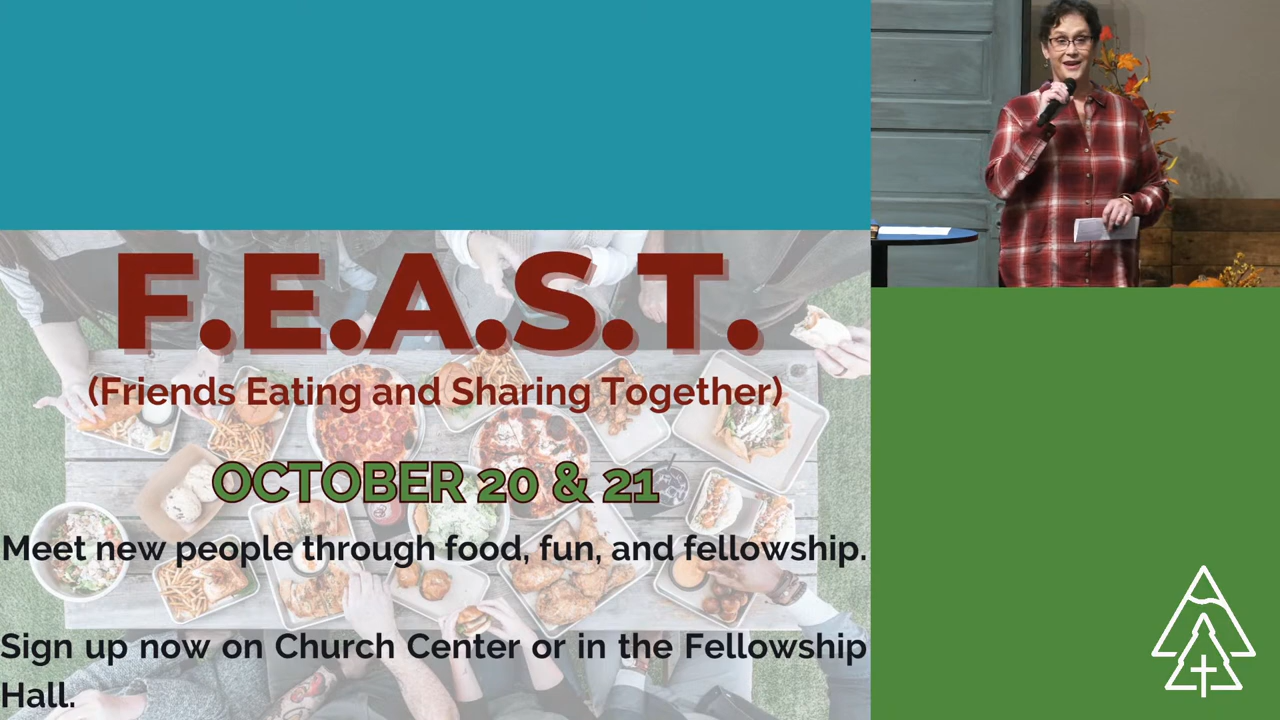 F.E.A.S.T.
(Friends Eating and Sharing Together)
OCTOBER 20 & 21
Meet new people through food, fun, and fellowship.
Sign up now on Church Center or in the Fellowship
Hall.